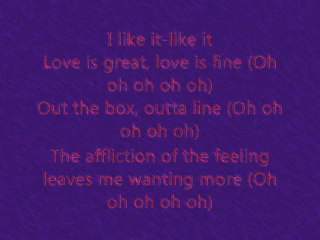 I like it-like it
Love is great, love is fine (Oh
oh oh oh oh)
Out the box, outta line (Oh oh
oh oh oh)
The affliction of the feeling
leaves me wanting more (Oh
oh oh oh oh)